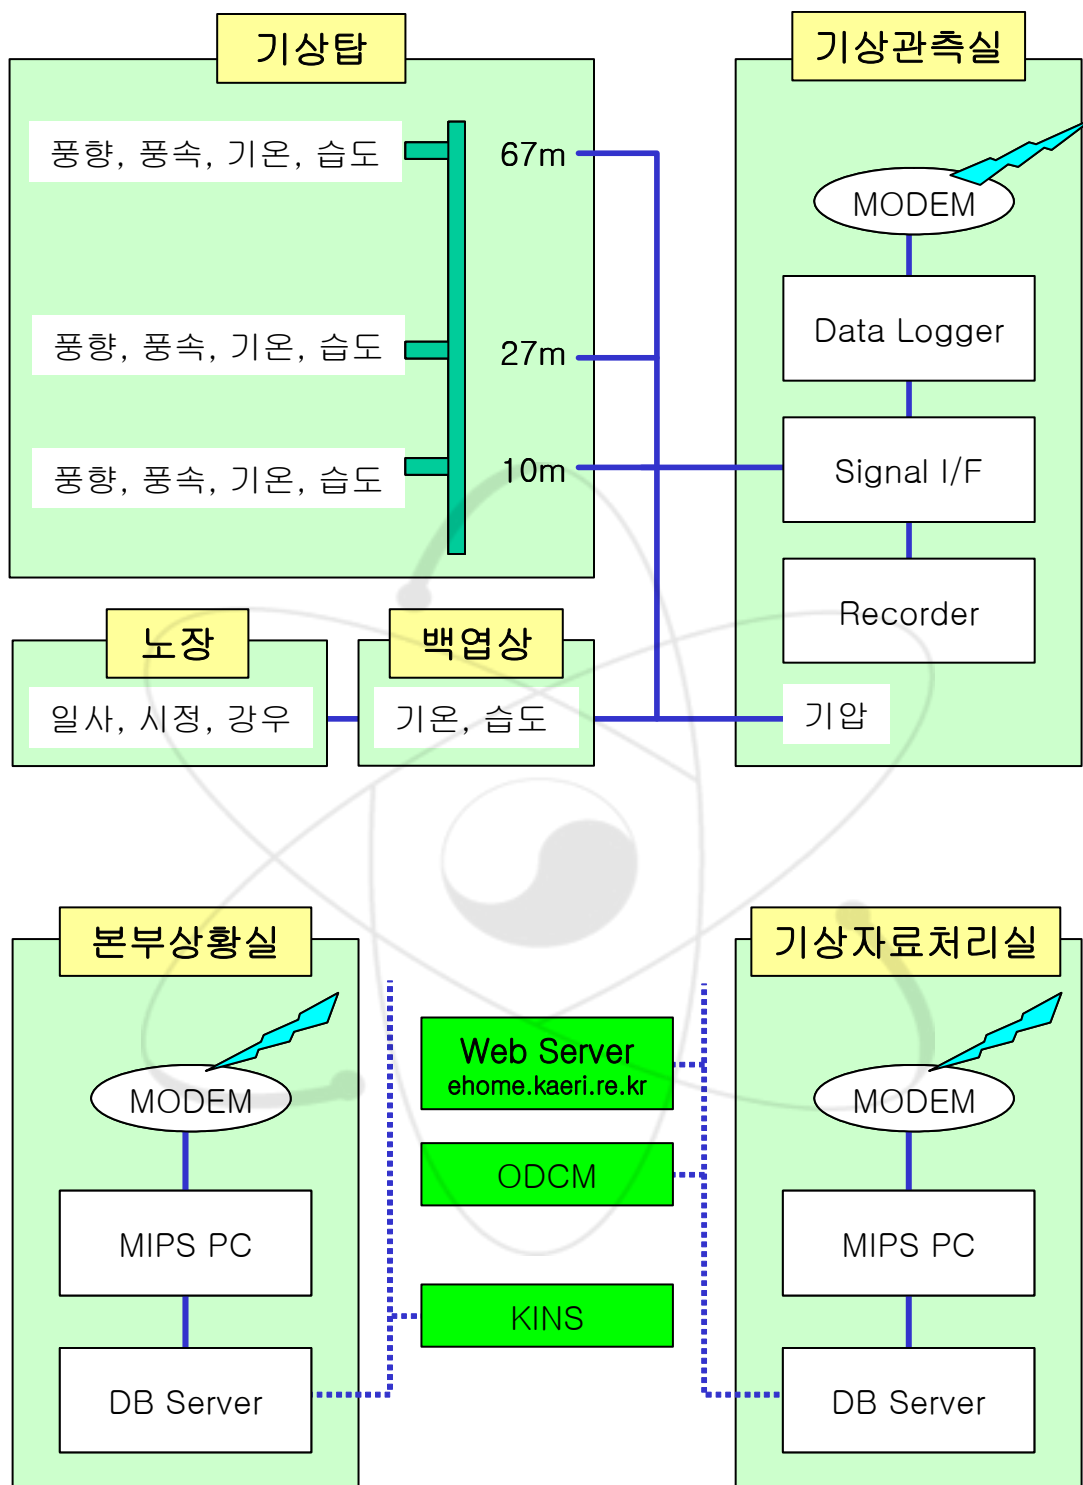 기상탑
풍향, 풍속, 기온, 습도
67m
풍향, 풍속, 기온, 습도
27m
풍향, 풍속, 기온, 습도
10m
기상관측실
MODEM
Data Logger
Signal I/F
Recorder
기압
노장
일사, 시정, 강우
백엽상
기온, 습도
본부상황실
MODEM
MIPS PC
DB Server
Web Server
ehome.kaeri.re.kr
ODCM
KINS
기상자료처리실
MODEM
MIPS PC
DB Server